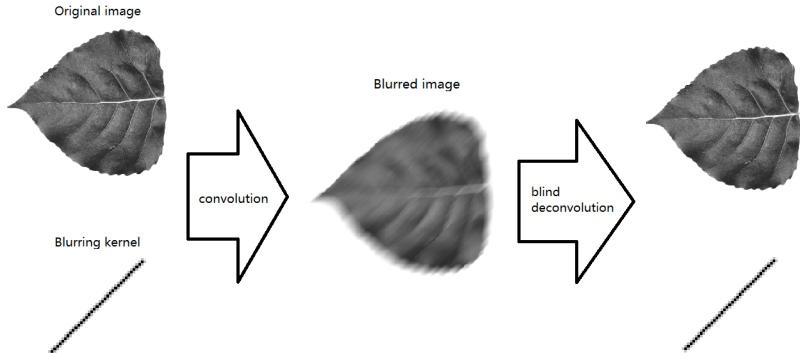 Original image
Blurred image
convolution
blind
deconvolution
Blurring kernel